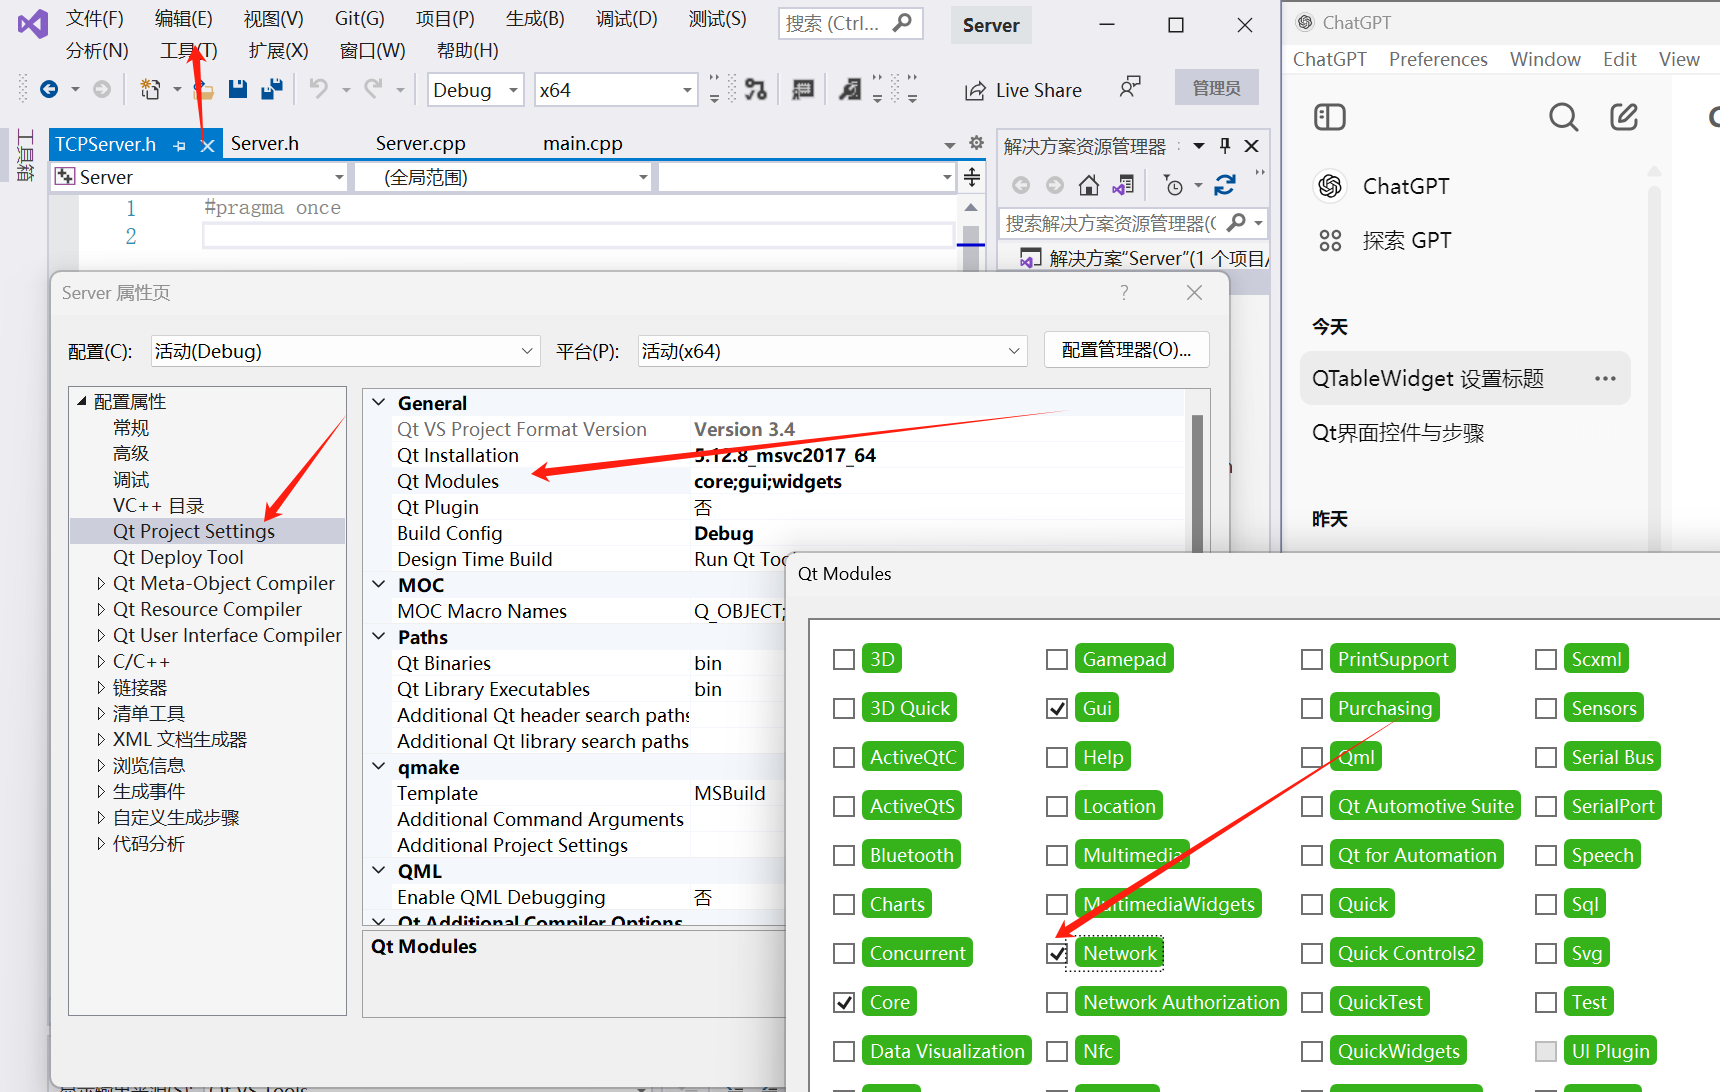 文件(F) 编辑(E) 视图(V) Git(G) 项目(P) 生成(B) 调试(D) 测试(S) 搜索 (Ctrl... Server
分析(N) 工具(T) 扩展(X) 窗口(W) 帮助(H)
Debug x64 Live Share 管理员
工具箱
TCPServer.h Server.h Server.cpp main.cpp
Server (全局范围)
1 #pragma once
2
解决方案资源管理器
搜索解决方案资源管理器(C
解决方案"Server"(1 个项目/
Server 属性页 ?
配置(C): 活动(Debug) 平台(P): 活动(x64) 配置管理器(O)...
配置属性
常规
高级
调试
VC++ 目录
Qt Project Settings
Qt Deploy Tool
Qt Meta-Object Compiler
Qt Resource Compiler
Qt User Interface Compiler
C/C++
链接器
清单工具
XML 文档生成器
浏览信息
生成事件
自定义生成步骤
代码分析
General
Qt VS Project Format Version Version 3.4
Qt Installation 5.12.8_msvc2017_64
Qt Modules core;gui;widgets
Qt Plugin 否
Build Config Debug
Design Time Build Run Qt Too
MOC
MOC Macro Names Q_OBJECT;
Paths
Qt Binaries bin
Qt Library Executables bin
Additional Qt header search paths
Additional Qt library search paths
qmake
Template MSBuild
Additional Command Arguments
Additional Project Settings
QML
Enable QML Debugging 否
Qt Additional Compiler Options
Qt Modules
Qt VS Tools
ChatGPT
ChatGPT Preferences Window Edit View
ChatGPT
探索 GPT
今天
QTableWidget 设置标题 ...
Qt界面控件与步骤
昨天
Qt Modules
3D Gamepad PrintSupport Scxml
3D Quick Gui Purchasing Sensors
ActiveQtC Help Qml Serial Bus
ActiveQtS Location Qt Automotive Suite SerialPort
Bluetooth Multimedia Qt for Automation Speech
Charts MultimediaWidgets Quick Sql
Concurrent Network Quick Controls2 Svg
Core Network Authorization QuickTest Test
Data Visualization Nfc QuickWidgets UI Plugin